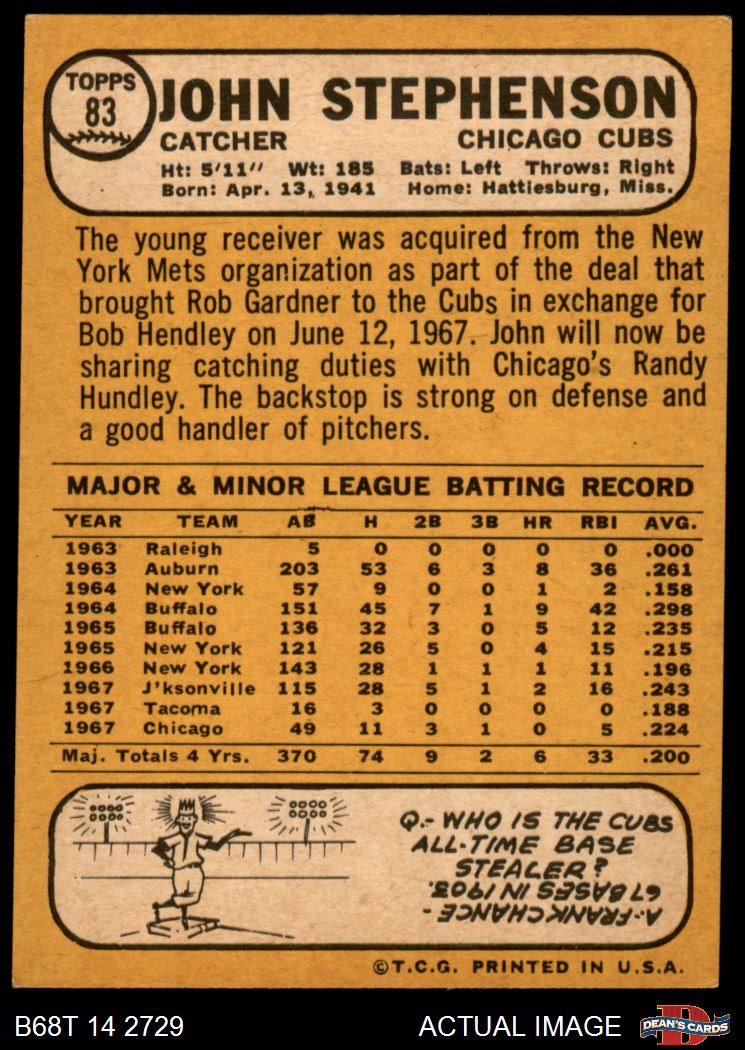 TOPPS
83
JOHN STEPHENSON
CATCHER CHICAGO CUBS
Ht: 5'11" Wt: 185 Bats: Left Throws: Right
Born: Apr. 13, 1941 Home: Hattiesburg, Miss.
The young receiver was acquired from the New
York Mets organization as part of the deal that
brought Rob Gardner to the Cubs in exchange for
Bob Hendley on June 12, 1967. John will now be
sharing catching duties with Chicago's Randy
Hundley. The backstop is strong on defense and
a good handler of pitchers.
MAJOR & MINOR LEAGUE BATTING RECORD
YEAR TEAM AB H 2B 3B HR RBI AVG.
1963 Raleigh 5 0 0 0 0 0 .000
1963 Auburn 203 53 6 3 8 36 .261
1964 New York 57 9 0 0 1 2 .158
1964 Buffalo 151 45 7 1 9 42 .298
1965 Buffalo 136 32 3 0 5 12 .235
1965 New York 121 26 5 0 4 15 .215
1966 New York 143 28 1 1 1 11 .196
1967 J'ksonville 115 28 5 1 2 16 .243
1967 Tacoma 16 3 0 0 0 0 .188
1967 Chicago 49 11 3 1 0 5 .224
Maj. Totals 4 Yrs. 370 74 9 2 6 33 .200
Q.- WHO IS THE CUBS
ALL-TIME BASE
STEALER?
A.-FRANK CHANCE -
67 BASES IN 1903.
©T.C.G. PRINTED IN U.S.A.
B68T 14 2729 ACTUAL IMAGE DEAN'S CARDS